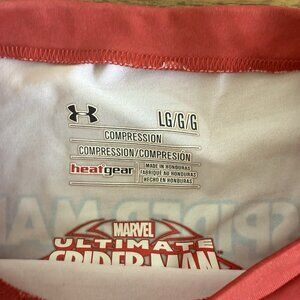 LG/G/G
COMPRESSION
COMPRESSION/COMPRESIÓN
heatgear
MADE IN HONDURAS
FABRIQUÉ AU HONDURAS
HECHO EN HONDURAS
MARVEL
ULTIMATE
SPIDER-MAN